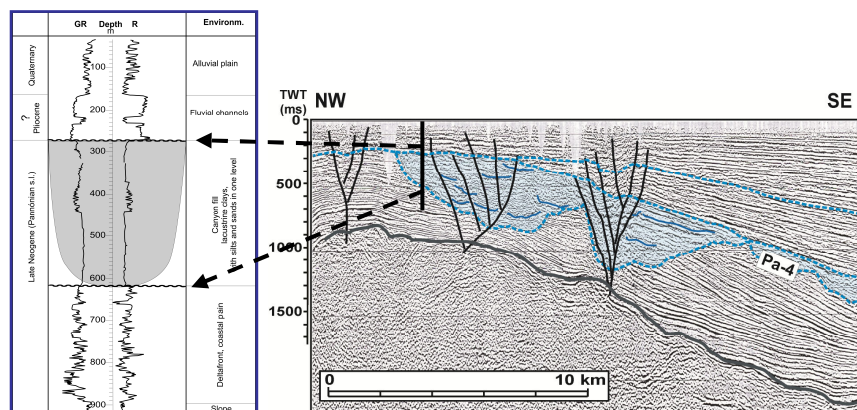 GR Depth R Environm.
m
Quaternary
100
Alluvial plain
?
Pliocene
200
Fluvial channels
300
Late Neogene (Pannonian s.l.)
400
500
600
Canyon fill
lacustrine clays,
with silts and sands in one level
700
800
900
Deltafront, coastal pain
Slope
TWT
(ms)
NW
SE
0
500
1000
1500
Pa-4
0
10 km